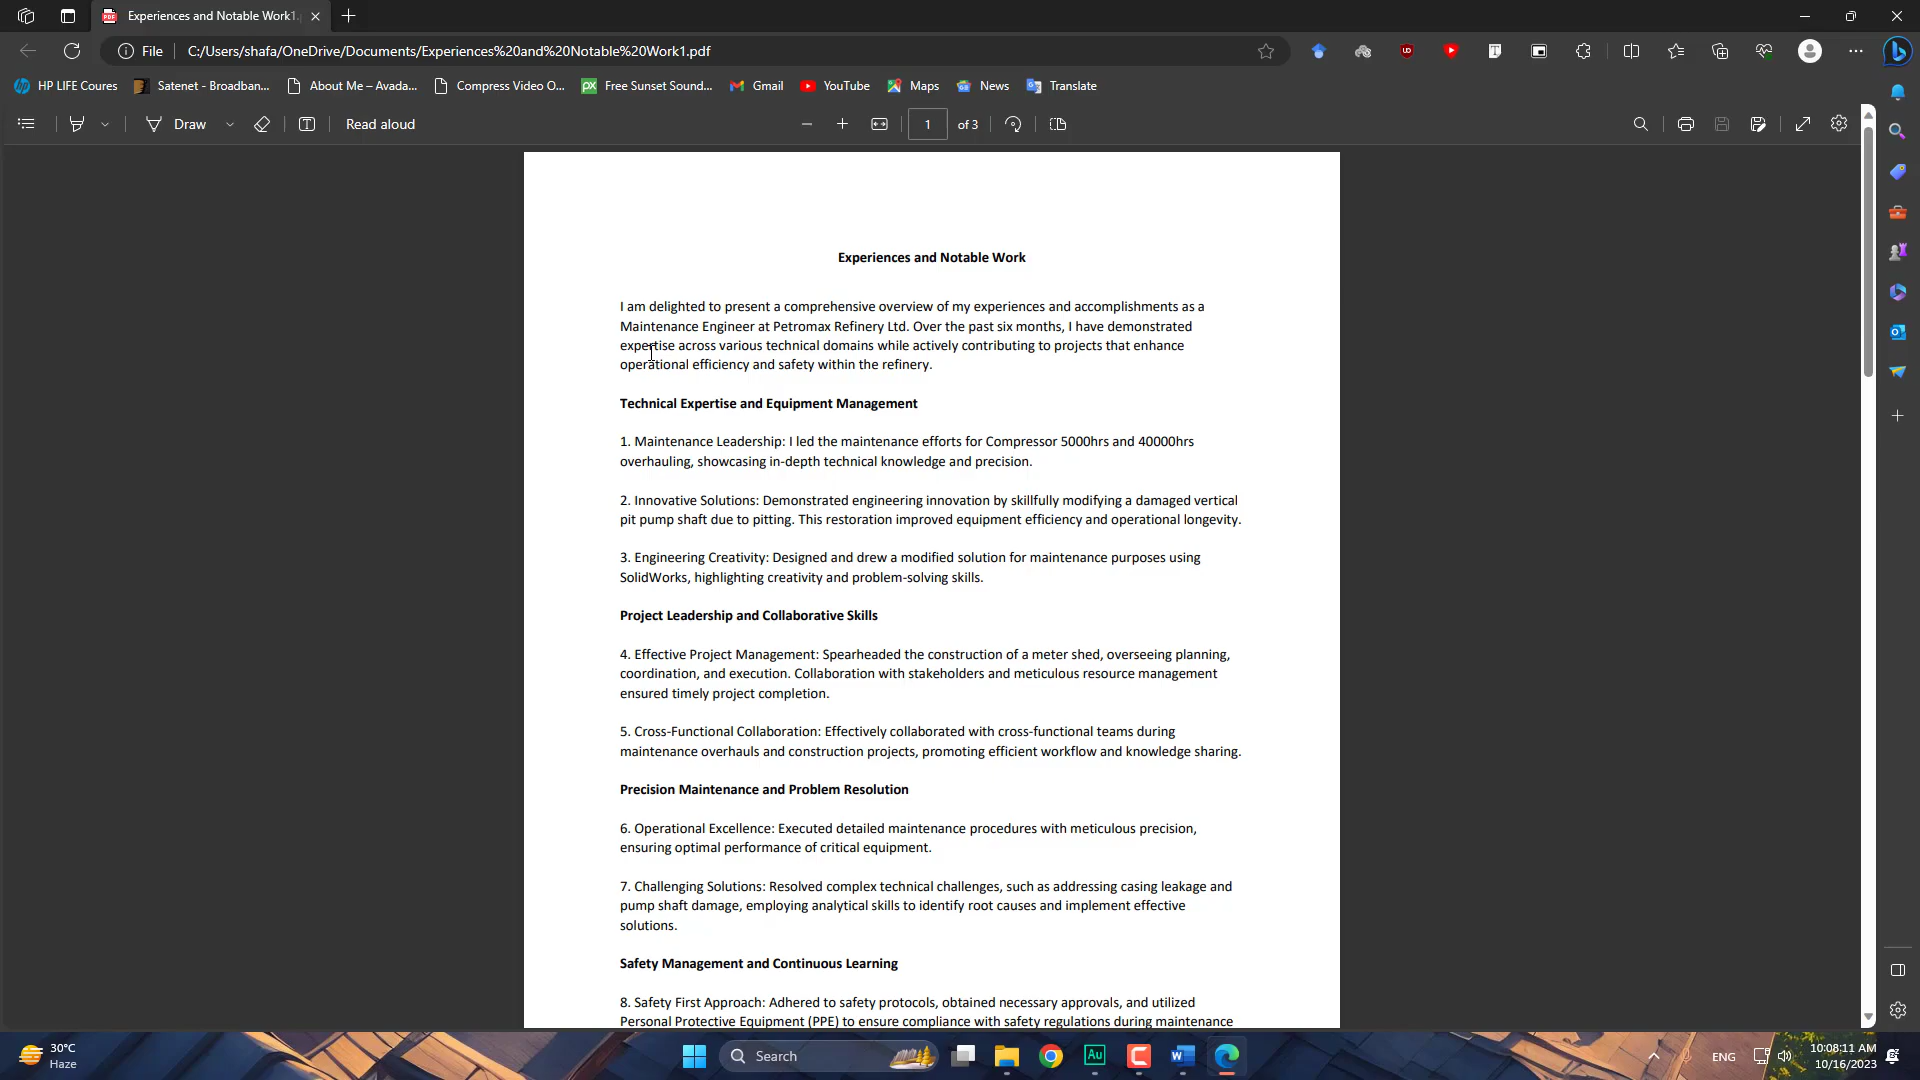 Experiences and Notable Work1.
File
C:/Users/shafa/OneDrive/Documents/Experiences%20and%20Notable%20Work1.pdf
HP LIFE Coures
Satenet - Broadban...
About Me – Avada...
Compress Video O...
Free Sunset Sound...
Gmail
YouTube
Maps
News
Translate
Draw
Read aloud
1
of 3
Experiences and Notable Work
I am delighted to present a comprehensive overview of my experiences and accomplishments as a
Maintenance Engineer at Petromax Refinery Ltd. Over the past six months, I have demonstrated
expertise across various technical domains while actively contributing to projects that enhance
operational efficiency and safety within the refinery.
Technical Expertise and Equipment Management
1. Maintenance Leadership: I led the maintenance efforts for Compressor 5000hrs and 40000hrs
overhauling, showcasing in-depth technical knowledge and precision.
2. Innovative Solutions: Demonstrated engineering innovation by skillfully modifying a damaged vertical
pit pump shaft due to pitting. This restoration improved equipment efficiency and operational longevity.
3. Engineering Creativity: Designed and drew a modified solution for maintenance purposes using
SolidWorks, highlighting creativity and problem-solving skills.
Project Leadership and Collaborative Skills
4. Effective Project Management: Spearheaded the construction of a meter shed, overseeing planning,
coordination, and execution. Collaboration with stakeholders and meticulous resource management
ensured timely project completion.
5. Cross-Functional Collaboration: Effectively collaborated with cross-functional teams during
maintenance overhauls and construction projects, promoting efficient workflow and knowledge sharing.
Precision Maintenance and Problem Resolution
6. Operational Excellence: Executed detailed maintenance procedures with meticulous precision,
ensuring optimal performance of critical equipment.
7. Challenging Solutions: Resolved complex technical challenges, such as addressing casing leakage and
pump shaft damage, employing analytical skills to identify root causes and implement effective
solutions.
Safety Management and Continuous Learning
8. Safety First Approach: Adhered to safety protocols, obtained necessary approvals, and utilized
Personal Protective Equipment (PPE) to ensure compliance with safety regulations during maintenance
30°C
Haze
Search
Au
ENG
10:08:11 AM
10/16/2023